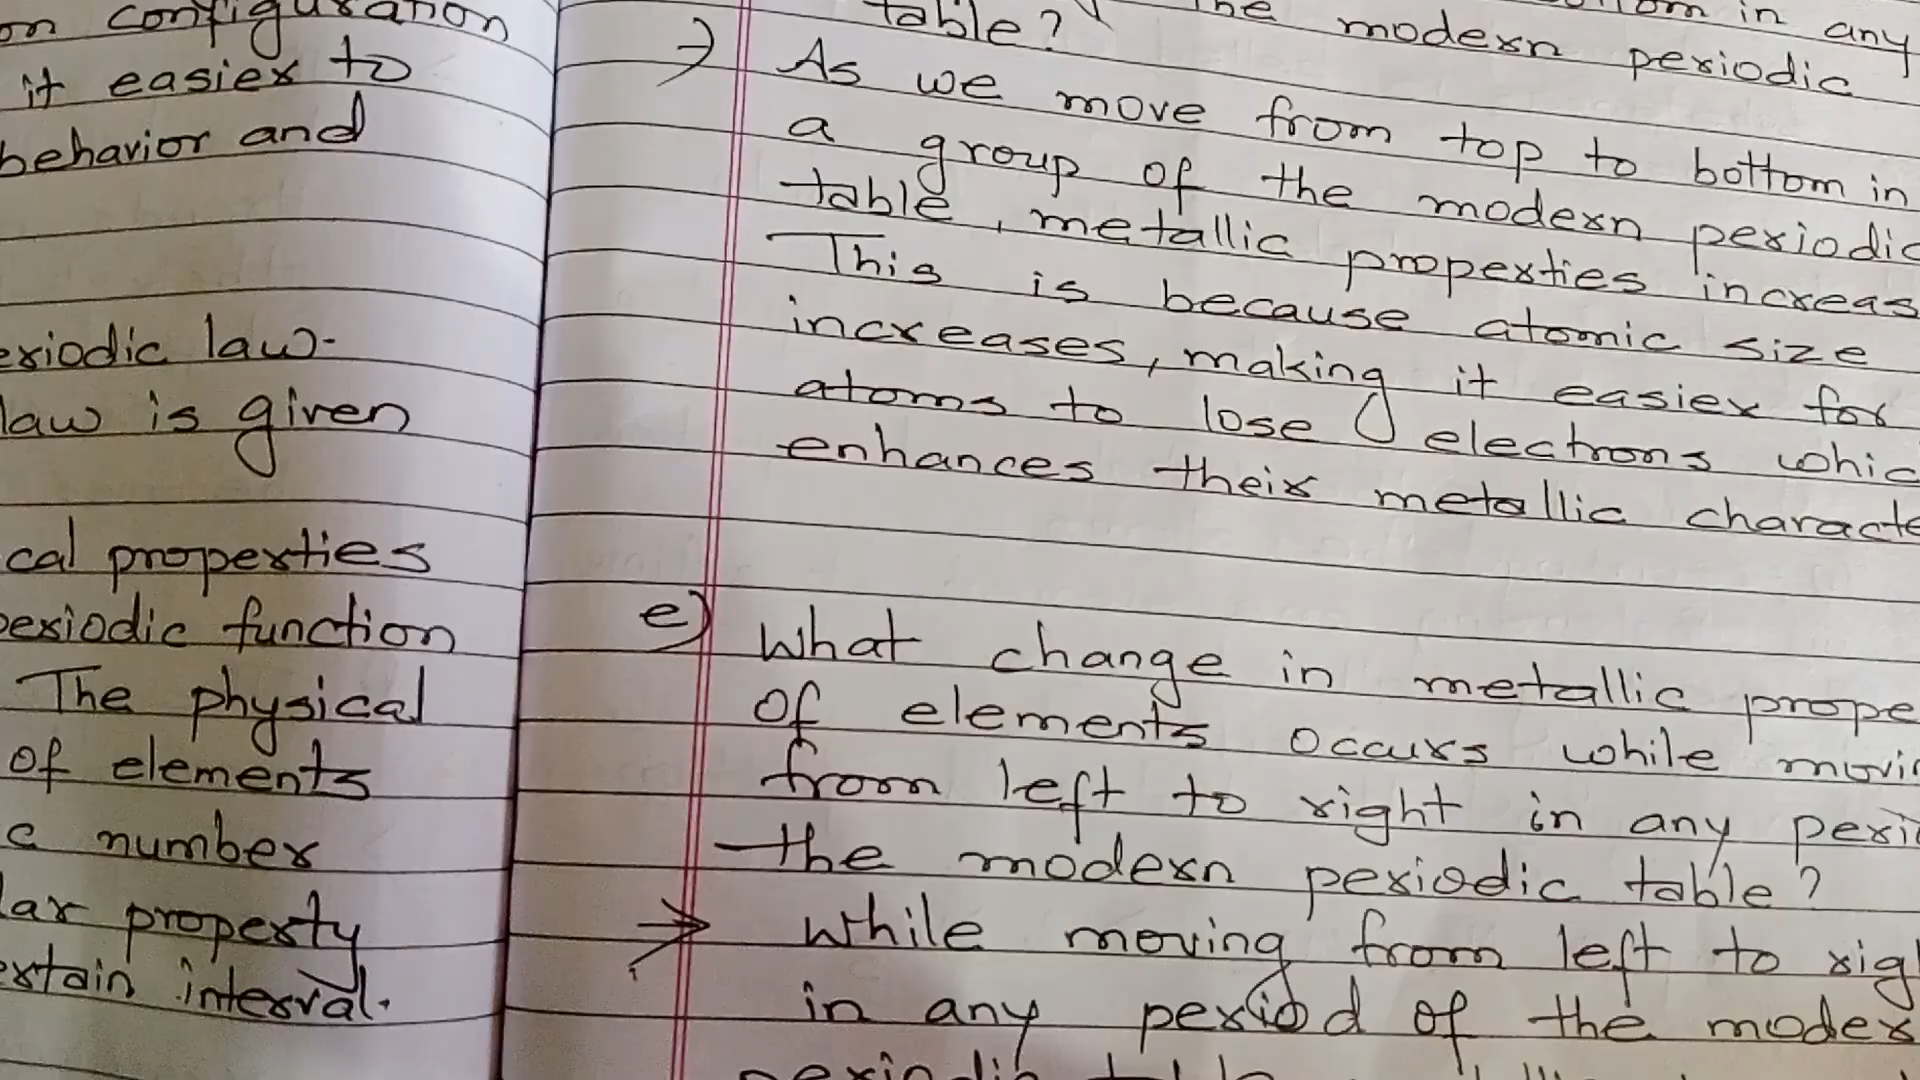 on configuration
it easier to
behavior and
eriodic law.
law is given
cal properties
periodic function
The physical
of elements
c number
lar property
ertain interval.
in any
table? the modern periodic
→ As we move from top to bottom in
a group of the modern periodic
table, metallic properties increas
This is because atomic size
increases, making it easier for
atoms to lose electrons whic
enhances their metallic characte
e) What change in metallic prope
of elements occurs while movin
from left to right in any peri
the modern periodic table?
→ While moving from left to righ
in any period of the moder